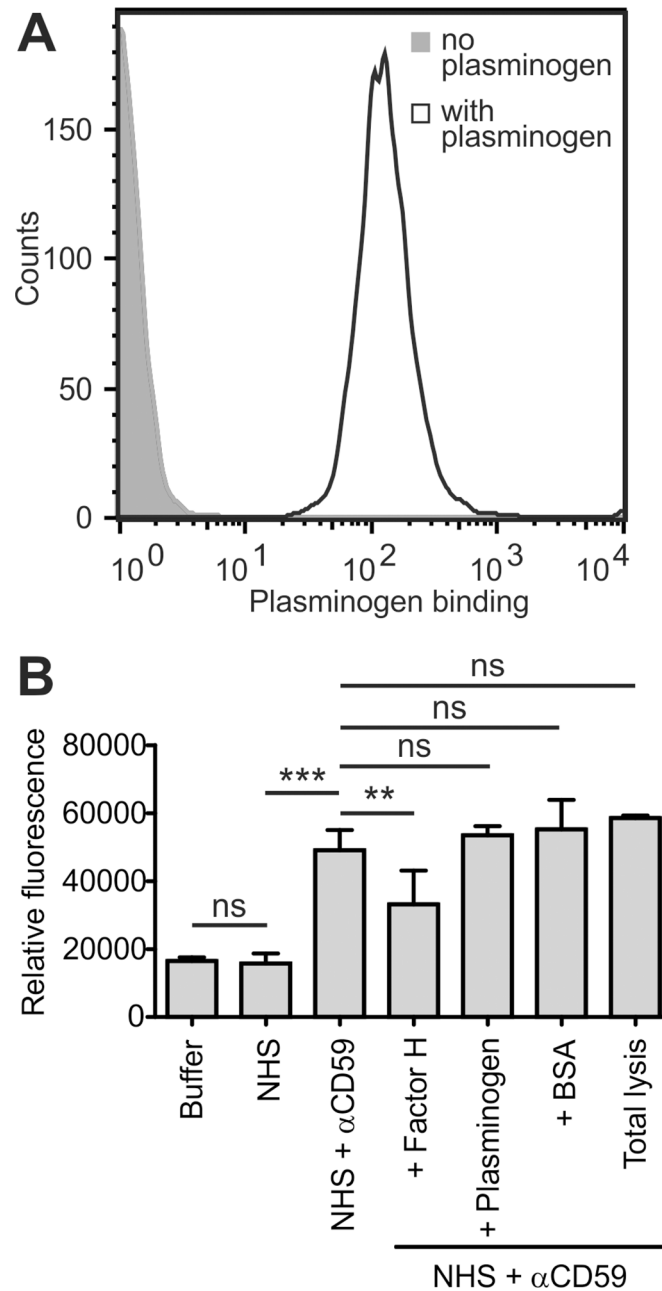 A
no
plasminogen
with
plasminogen
150
100
50
0
Counts
10^0 10^1 10^2 10^3 10^4
Plasminogen binding
B
ns
ns
ns
*** **
ns
80000
60000
40000
20000
0
Relative fluorescence
Buffer
NHS
NHS + αCD59
+ Factor H
+ Plasminogen
+ BSA
Total lysis
NHS + αCD59